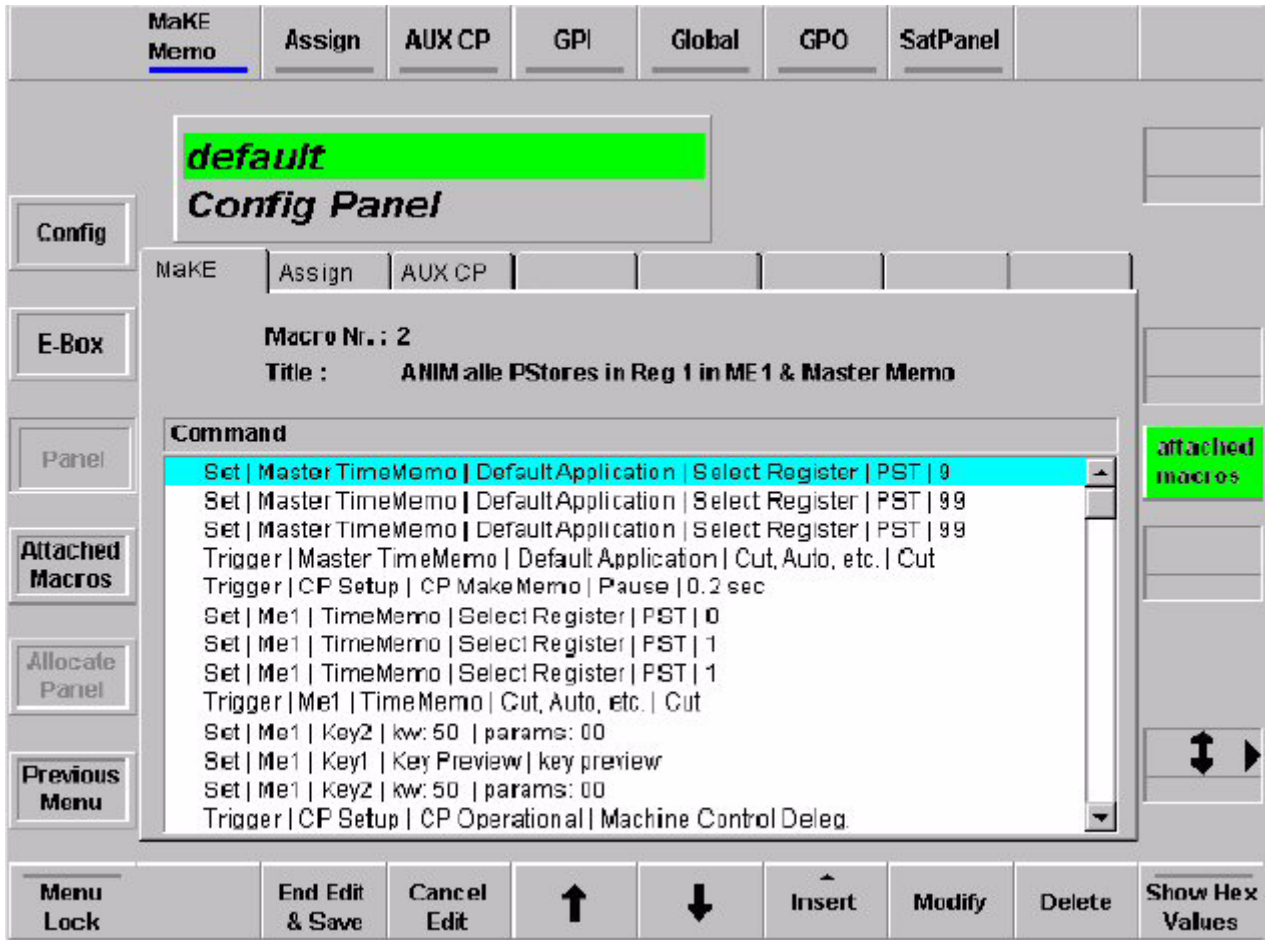 MaKE
Memo
Assign
AUX CP
GPI
Global
GPO
SatPanel
default
Config Panel
Config
E-Box
Panel
Attached
Macros
Allocate
Panel
Previous
Menu
MaKE
Assign
AUX CP
Macro Nr. : 2
Title : ANIM alle PStores in Reg 1 in ME1 & Master Memo
Command
Set | Master TimeMemo | Default Application | Select Register | PST | 9
Set | Master TimeMemo | Default Application | Select Register | PST | 99
Set | Master TimeMemo | Default Application | Select Register | PST | 99
Trigger | Master TimeMemo | Default Application | Cut, Auto, etc. | Cut
Trigger | CP Setup | CP MakeMemo | Pause | 0.2 sec
Set | Me1 | TimeMemo | Select Register | PST | 0
Set | Me1 | TimeMemo | Select Register | PST | 1
Set | Me1 | TimeMemo | Select Register | PST | 1
Trigger | Me1 | TimeMemo | Cut, Auto, etc. | Cut
Set | Me1 | Key2 | kw: 50 | params: 00
Set | Me1 | Key1 | Key Preview | key preview
Set | Me1 | Key2 | kw: 50 | params: 00
Trigger | CP Setup | CP Operational | Machine Control Deleg.
attached
macros
Menu
Lock
End Edit
& Save
Cancel
Edit
Insert
Modify
Delete
Show Hex
Values